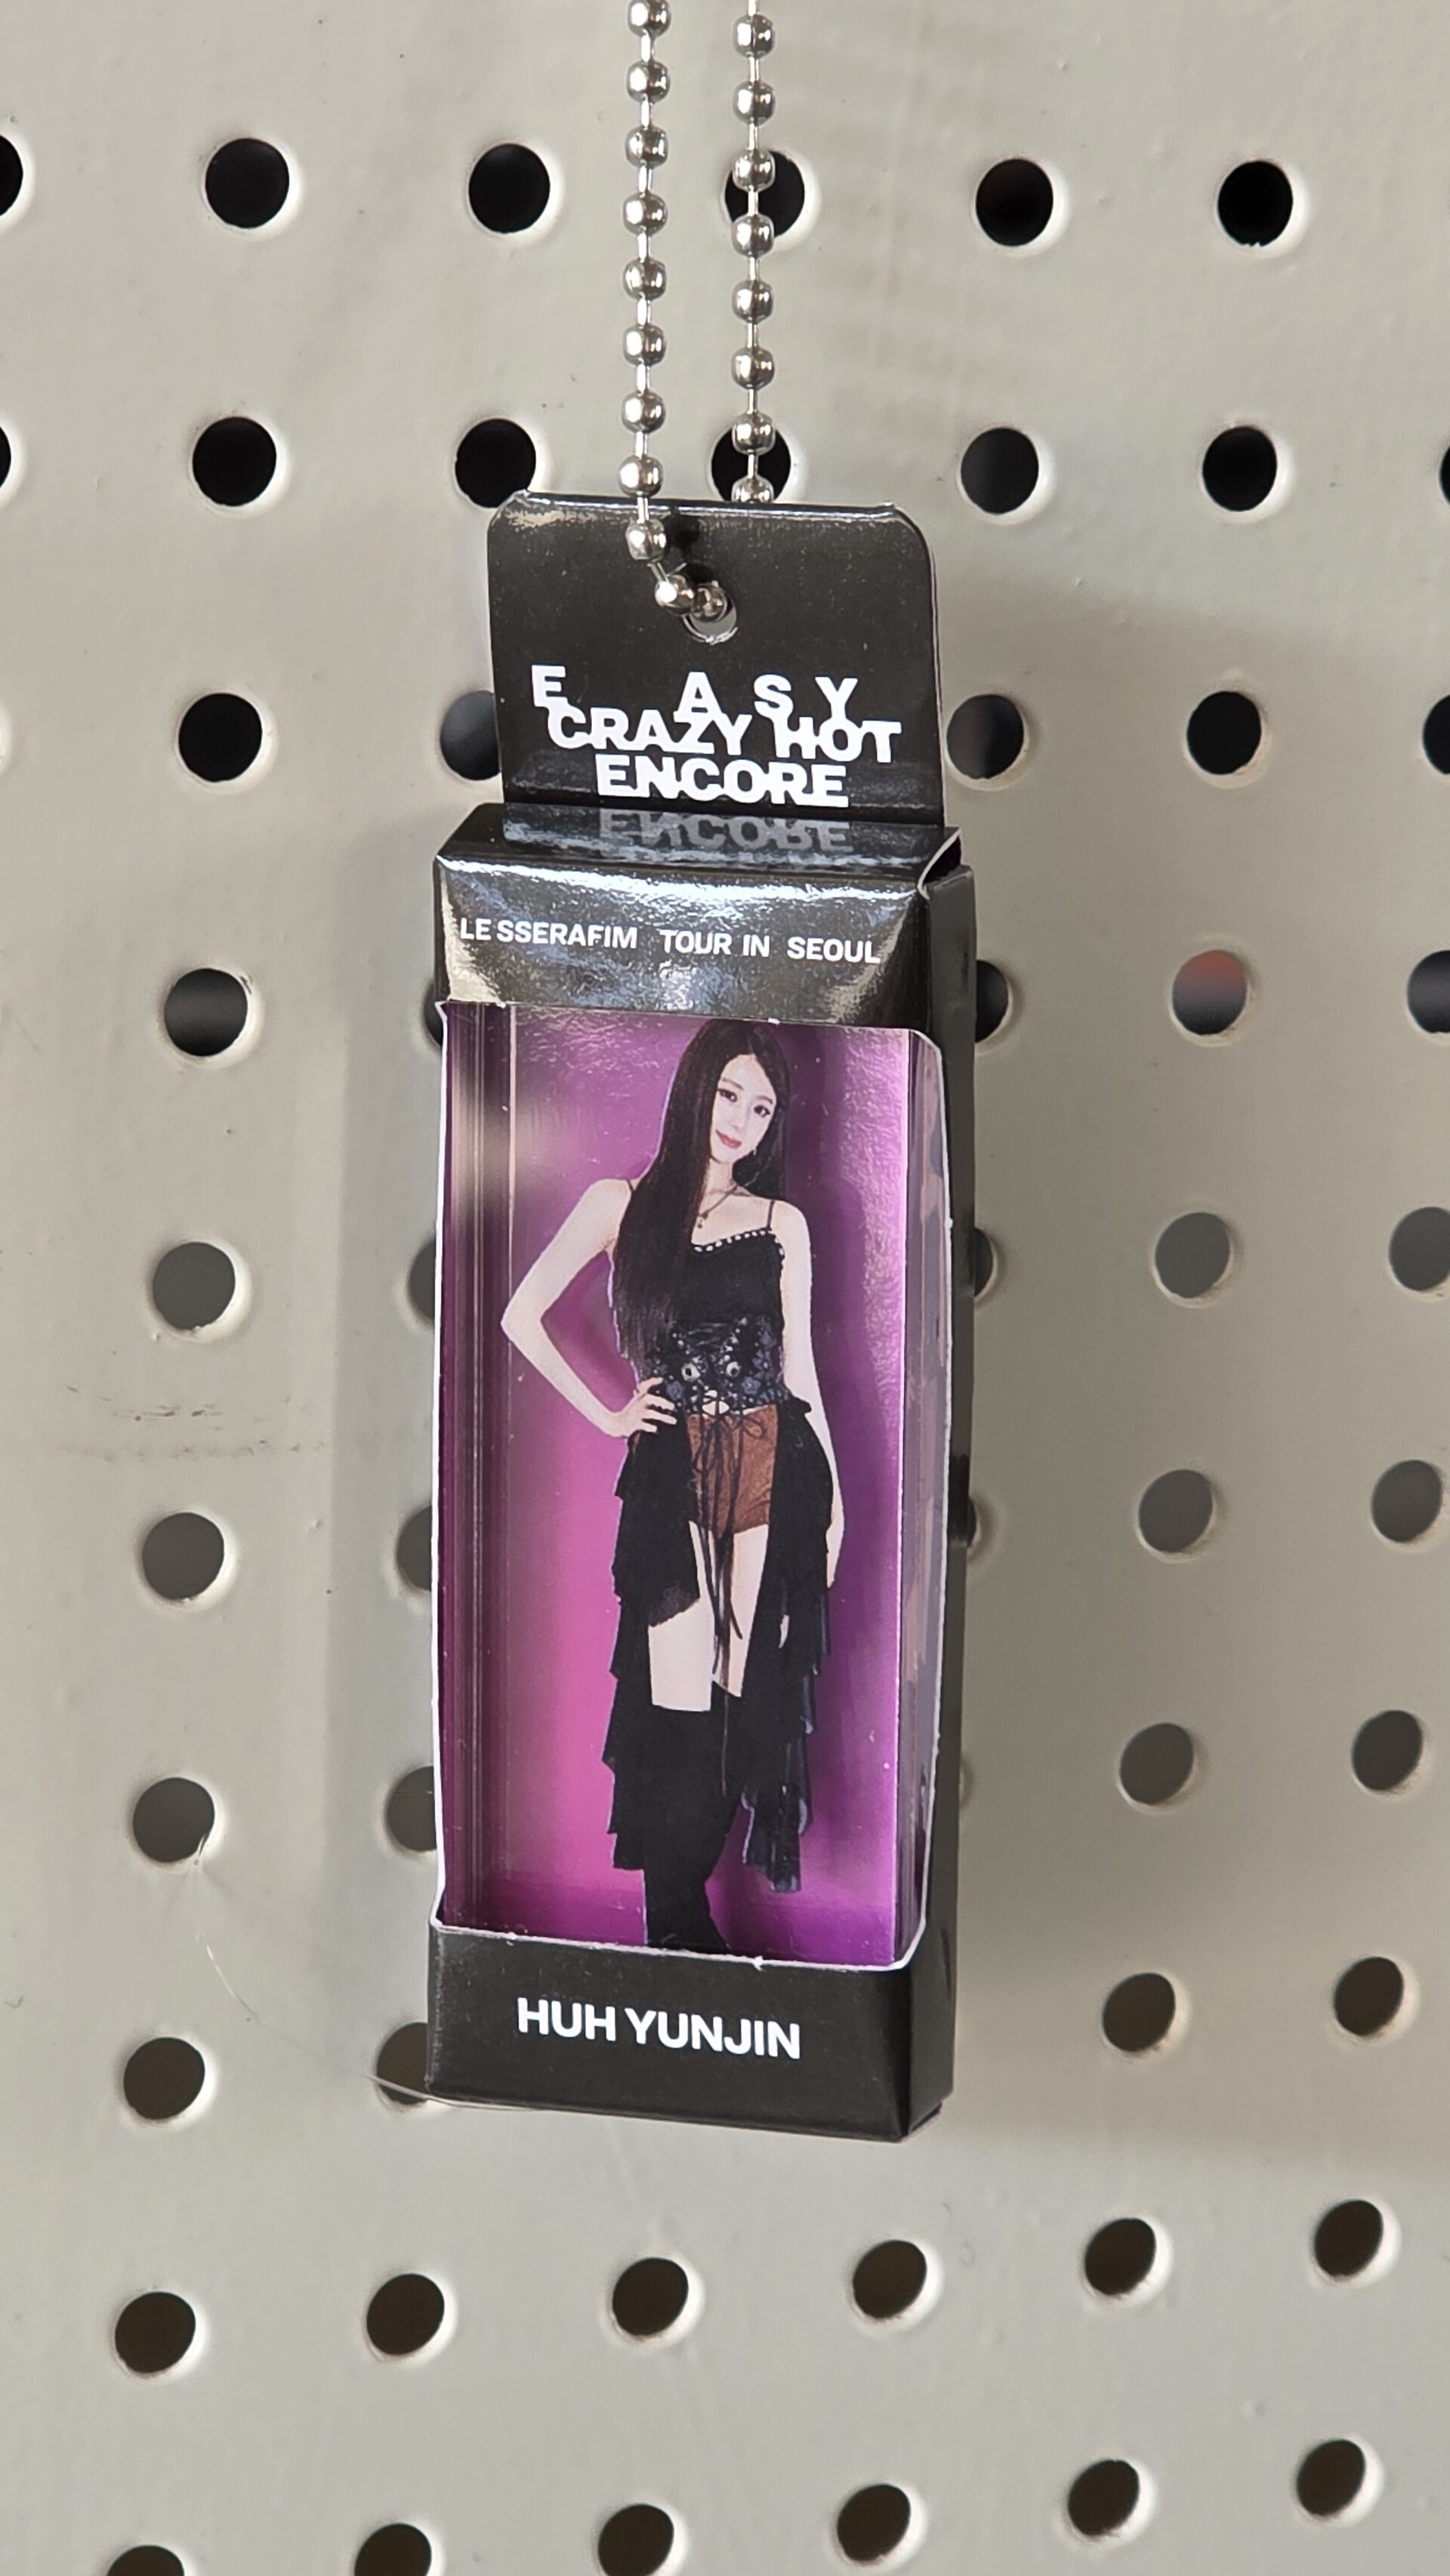 EASY
CRAZY HOT
ENCORE
LE SSERAFIM TOUR IN SEOUL
HUH YUNJIN